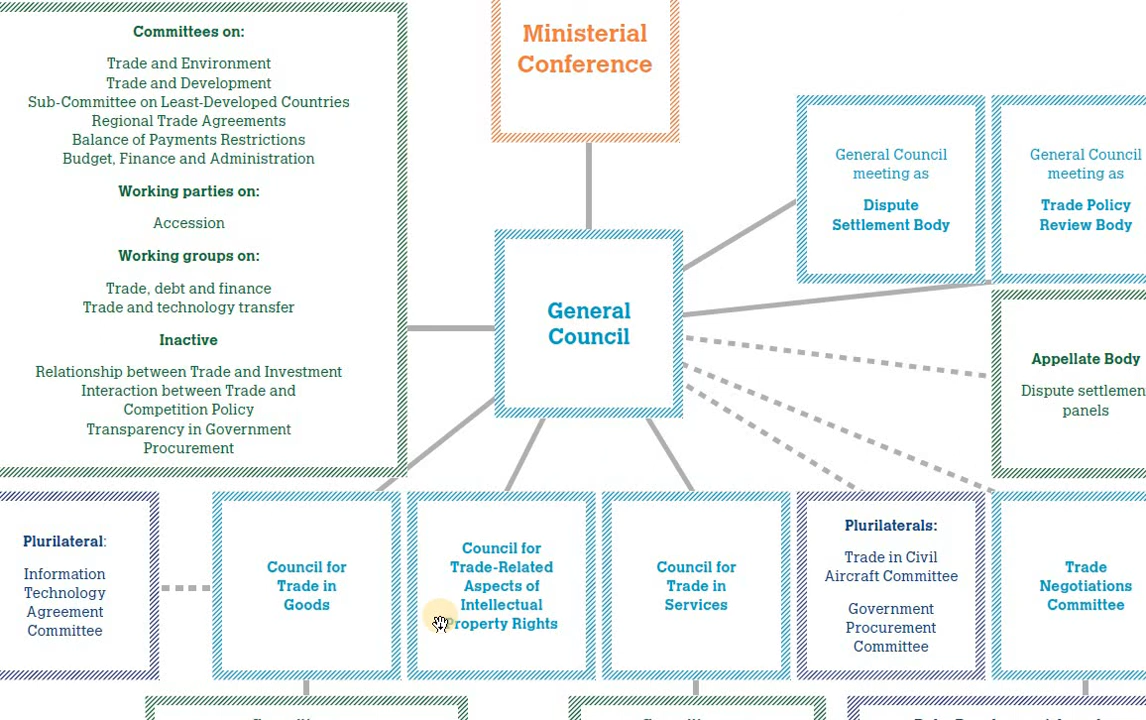 Committees on:
Trade and Environment
Trade and Development
Sub-Committee on Least-Developed Countries
Regional Trade Agreements
Balance of Payments Restrictions
Budget, Finance and Administration
Working parties on:
Accession
Working groups on:
Trade, debt and finance
Trade and technology transfer
Inactive
Relationship between Trade and Investment
Interaction between Trade and
Competition Policy
Transparency in Government
Procurement
Ministerial
Conference
General Council
meeting as
Dispute
Settlement Body
General Council
meeting as
Trade Policy
Review Body
General
Council
Appellate Body
Dispute settlemen
panels
Plurilateral:
Information
Technology
Agreement
Committee
Council for
Trade in
Goods
Council for
Trade-Related
Aspects of
Intellectual
Property Rights
Council for
Trade in
Services
Plurilaterals:
Trade in Civil
Aircraft Committee
Government
Procurement
Committee
Trade
Negotiations
Committee